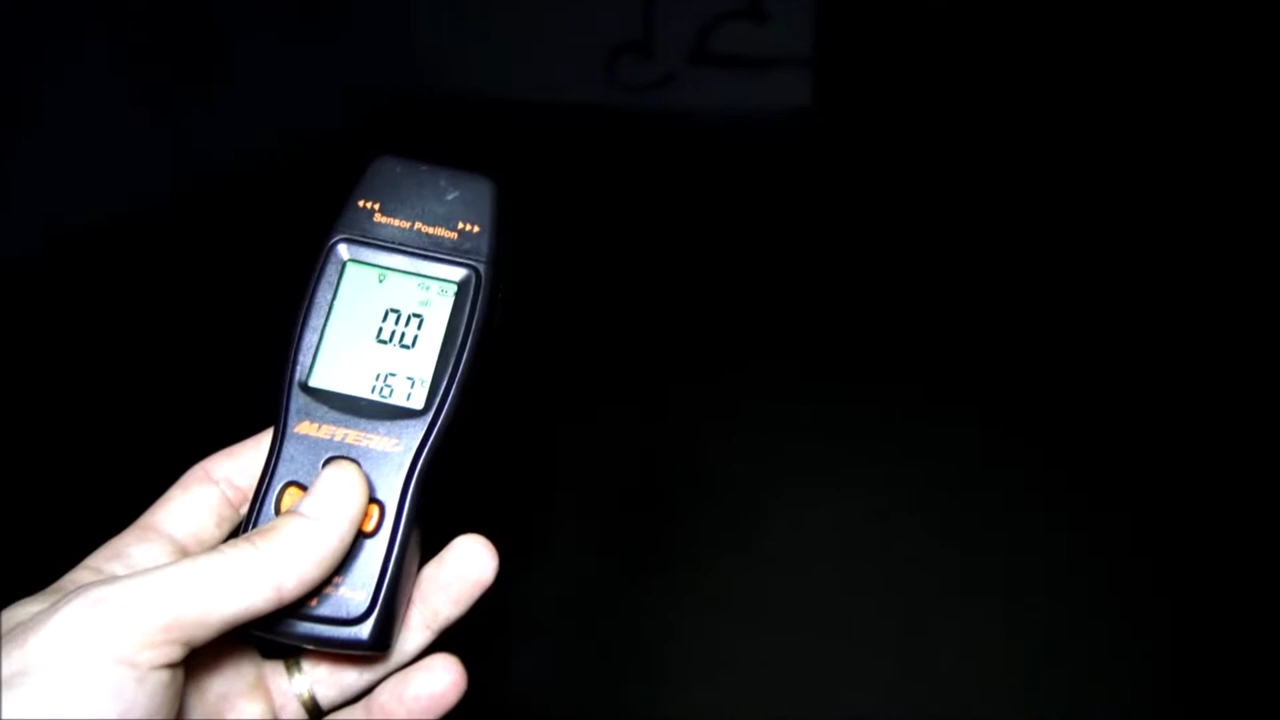 ◄◄◄ Sensor Position ►►►
0.0
16.7 °C
METERK